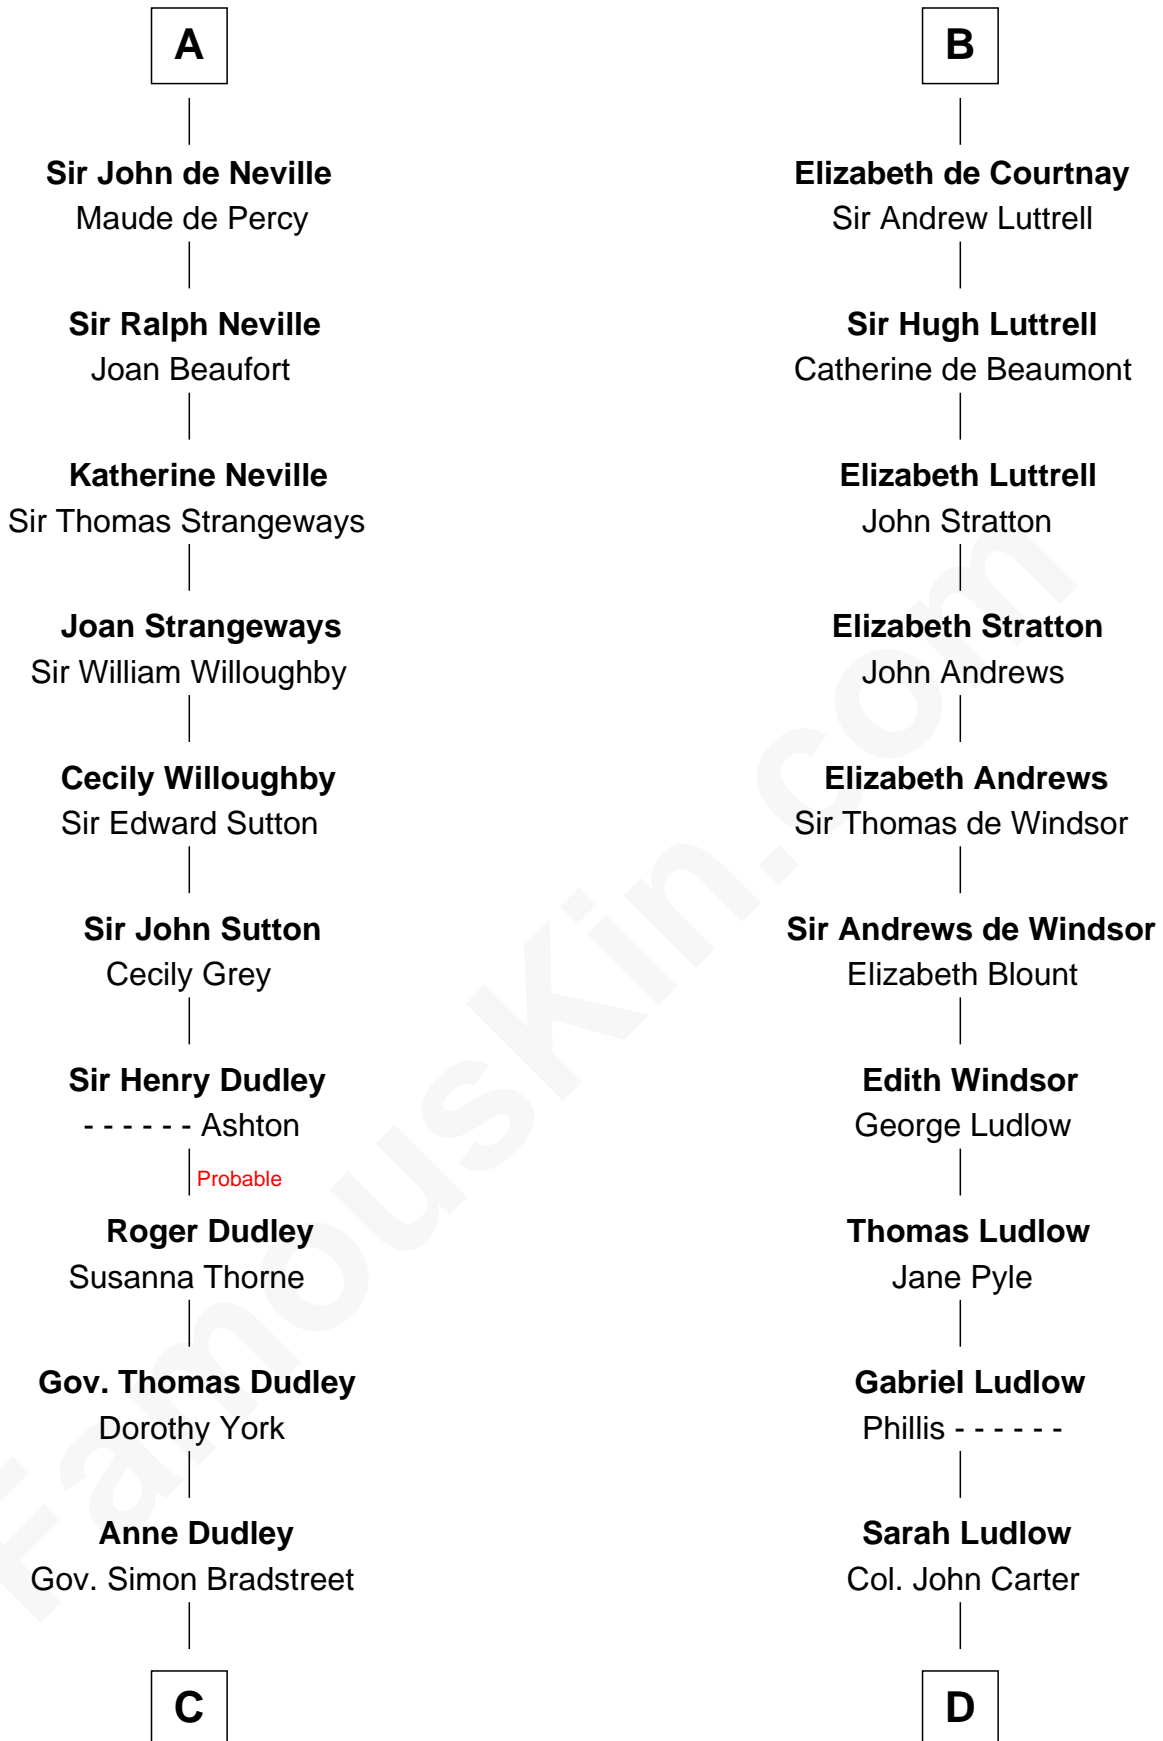 A
Sir John de Neville
Maude de Percy
Sir Ralph Neville
Joan Beaufort
Katherine Neville
Sir Thomas Strangeways
Joan Strangeways
Sir William Willoughby
Cecily Willoughby
Sir Edward Sutton
Sir John Sutton
Cecily Grey
Sir Henry Dudley
- - - - - - Ashton
Probable
Roger Dudley
Susanna Thorne
Gov. Thomas Dudley
Dorothy York
Anne Dudley
Gov. Simon Bradstreet
C
B
Elizabeth de Courtnay
Sir Andrew Luttrell
Sir Hugh Luttrell
Catherine de Beaumont
Elizabeth Luttrell
John Stratton
Elizabeth Stratton
John Andrews
Elizabeth Andrews
Sir Thomas de Windsor
Sir Andrews de Windsor
Elizabeth Blount
Edith Windsor
George Ludlow
Thomas Ludlow
Jane Pyle
Gabriel Ludlow
Phillis - - - - - -
Sarah Ludlow
Col. John Carter
D
FamousKin.com